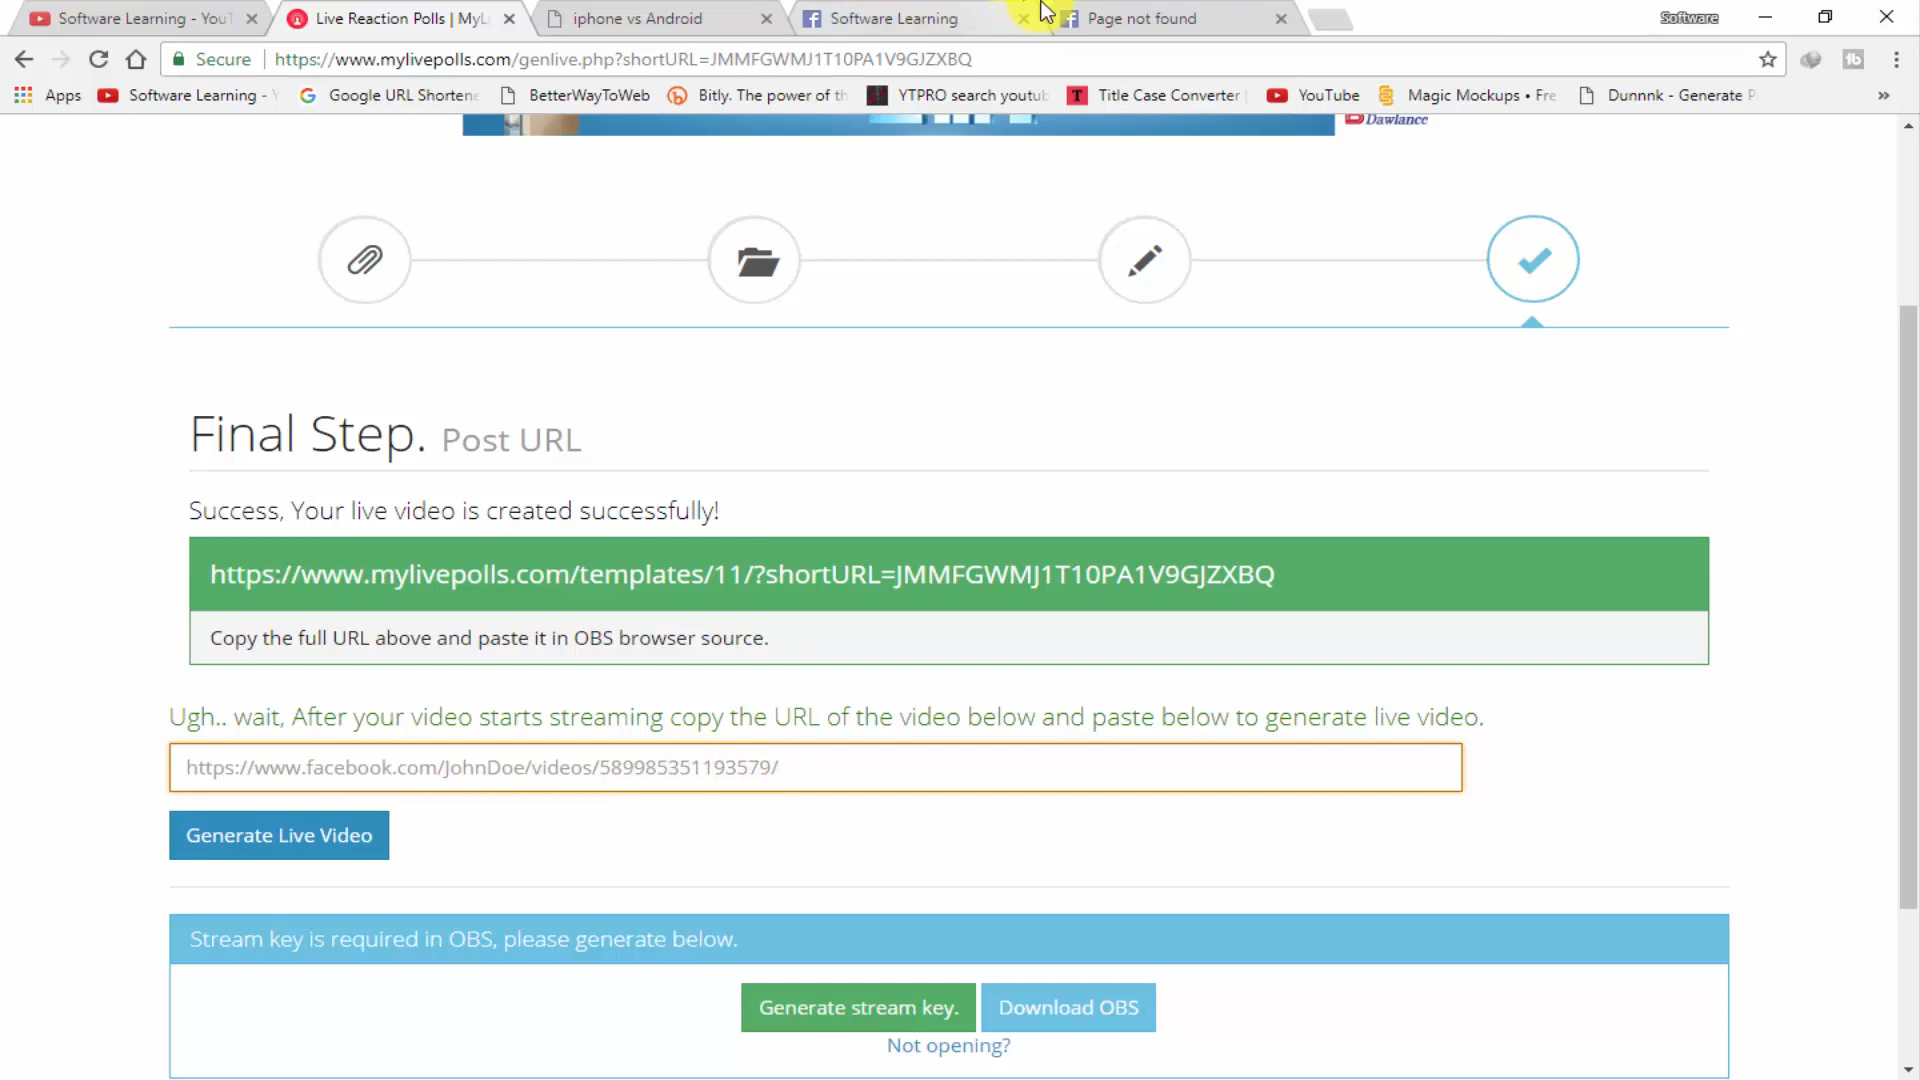 Software Learning - YouT
Live Reaction Polls | MyL
iphone vs Android
Software Learning
Page not found
Software
Secure
https://www.mylivepolls.com/genlive.php?shortURL=JMMFGWMJ1T10PA1V9GJZXBQ
Apps
Software Learning - Y
Google URL Shortene
BetterWayToWeb
Bitly. The power of th
YTPRO search youtub
T
Title Case Converter
YouTube
Magic Mockups • Fre
Dunnnk - Generate P
»
Dawlance
Final Step. Post URL
Success, Your live video is created successfully!
https://www.mylivepolls.com/templates/11/?shortURL=JMMFGWMJ1T10PA1V9GJZXBQ
Copy the full URL above and paste it in OBS browser source.
Ugh.. wait, After your video starts streaming copy the URL of the video below and paste below to generate live video.
https://www.facebook.com/JohnDoe/videos/589985351193579/
Generate Live Video
Stream key is required in OBS, please generate below.
Generate stream key.
Download OBS
Not opening?